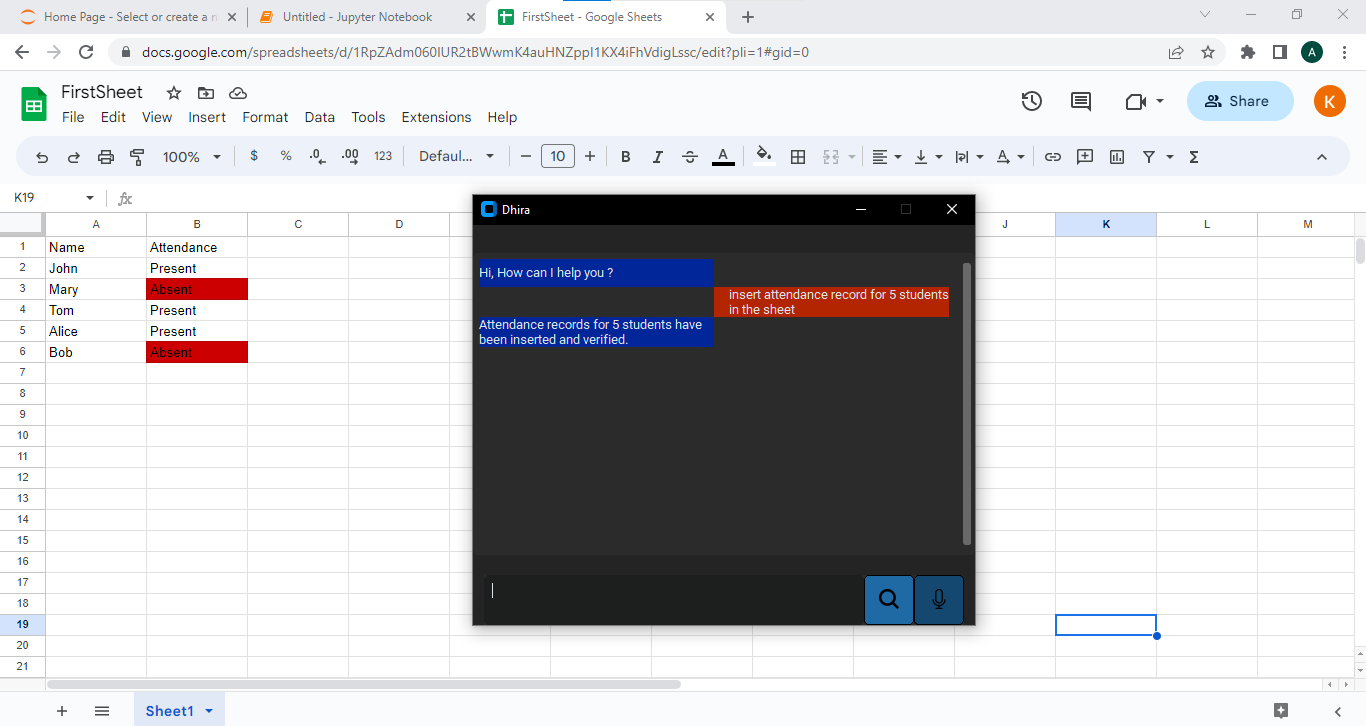 Home Page - Select or create a n
Untitled - Jupyter Notebook
FirstSheet - Google Sheets
docs.google.com/spreadsheets/d/1RpZAdm060IUR2tBWwmK4auHNZppI1KX4iFhVdigLssc/edit?pli=1#gid=0
A
FirstSheet
File Edit View Insert Format Data Tools Extensions Help
Share
K
100% $ % .0 .00 123 Defaul... 10 B I A
K19 fx
A B C D J K L M
1 Name Attendance
2 John Present
3 Mary Absent
4 Tom Present
5 Alice Present
6 Bob Absent
7
8
9
10
11
12
13
14
15
16
17
18
19
20
21
Dhira
Hi, How can I help you ?
insert attendance record for 5 students
in the sheet
Attendance records for 5 students have
been inserted and verified.
Sheet1